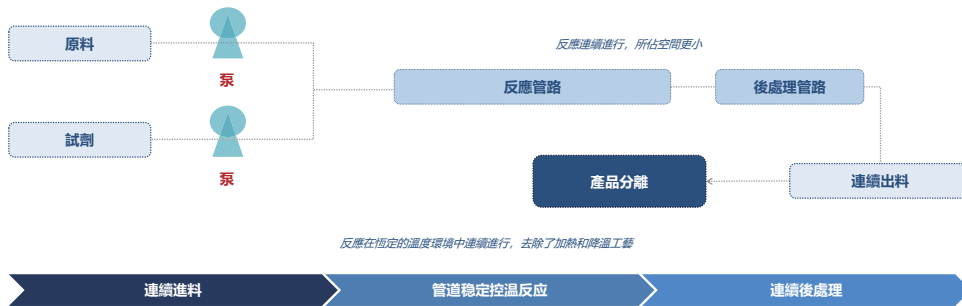 原料
泵
反應連續進行，所佔空間更小
反應管路
後處理管路
試劑
泵
產品分離
連續出料
反應在恆定的溫度環境中連續進行，去除了加熱和降溫工藝
連續進料
管道稳定控温反应
連續後處理